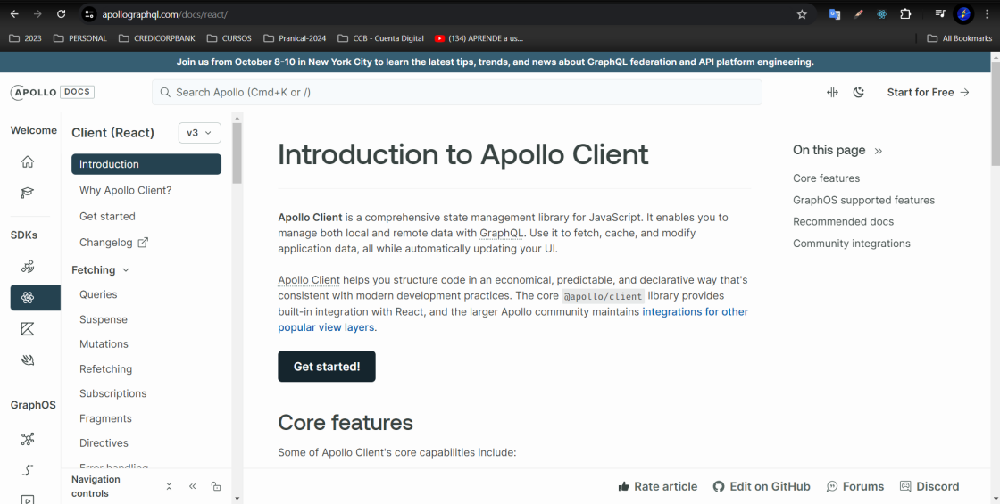 apollographql.com/docs/react/
2023 PERSONAL CREDICORPBANK CURSOS Pranical-2024 CCB - Cuenta Digital (134) APRENDE a us... All Bookmarks
Join us from October 8-10 in New York City to learn the latest tips, trends, and news about GraphQL federation and API platform engineering.
APOLLO DOCS
Search Apollo (Cmd+K or /)
Start for Free →
Welcome
SDKs
GraphOS
Client (React) v3
Introduction
Why Apollo Client?
Get started
Changelog
Fetching
Queries
Suspense
Mutations
Refetching
Subscriptions
Fragments
Directives
Error handling
Navigation
controls
Introduction to Apollo Client
Apollo Client is a comprehensive state management library for JavaScript. It enables you to
manage both local and remote data with GraphQL. Use it to fetch, cache, and modify
application data, all while automatically updating your UI.
Apollo Client helps you structure code in an economical, predictable, and declarative way that's
consistent with modern development practices. The core @apollo/client library provides
built-in integration with React, and the larger Apollo community maintains integrations for other
popular view layers.
Get started!
Core features
Some of Apollo Client's core capabilities include:
On this page »
Core features
GraphOS supported features
Recommended docs
Community integrations
Rate article Edit on GitHub Forums Discord